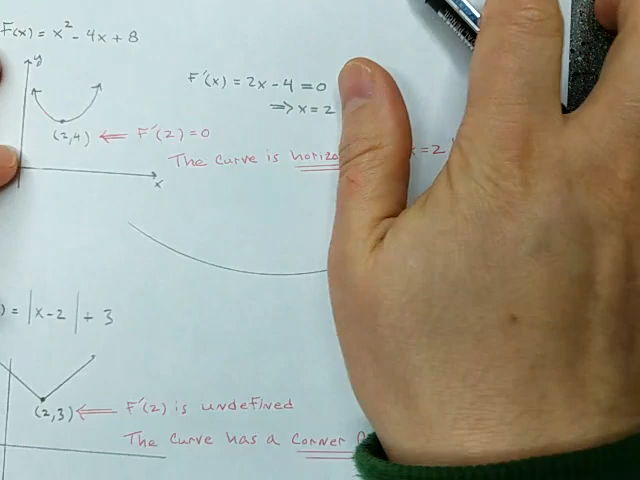 F(x) = x² - 4x + 8
y
F'(x) = 2x - 4 = 0
⇒ x = 2
(2,4) ⇐ F'(2) = 0
The curve is = 2
x
) = |x-2| + 3
(2,3) ⇐ F'(2) is undefined
The curve has a corner